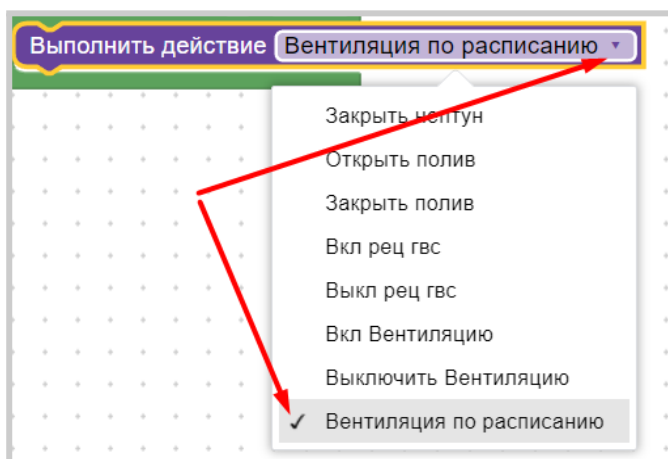 Выполнить действие Вентиляция по расписанию
Закрыть нептун
Открыть полив
Закрыть полив
Вкл рец гвс
Выкл рец гвс
Вкл Вентиляцию
Выключить Вентиляцию
Вентиляция по расписанию